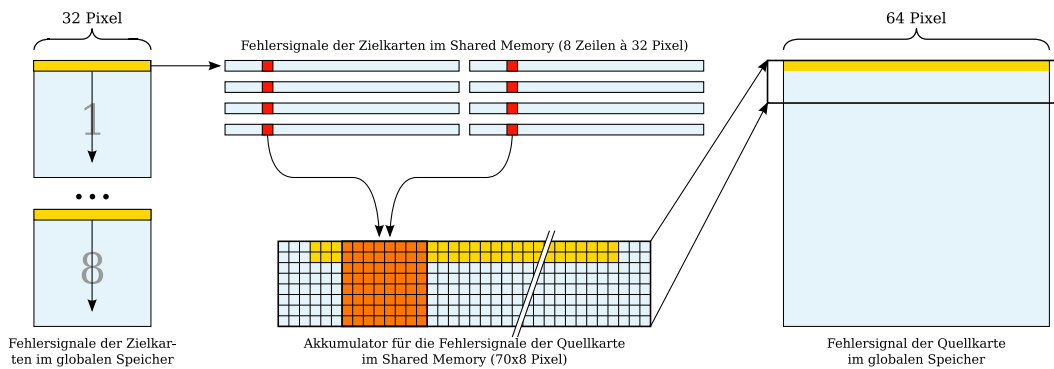 32 Pixel
64 Pixel
Fehlersignale der Zielkarten im Shared Memory (8 Zeilen à 32 Pixel)
1
...
8
Fehlersignale der Zielkar-
ten im globalen Speicher
Akkumulator für die Fehlersignale der Quellkarte
im Shared Memory (70x8 Pixel)
Fehlersignal der Quellkarte
im globalen Speicher